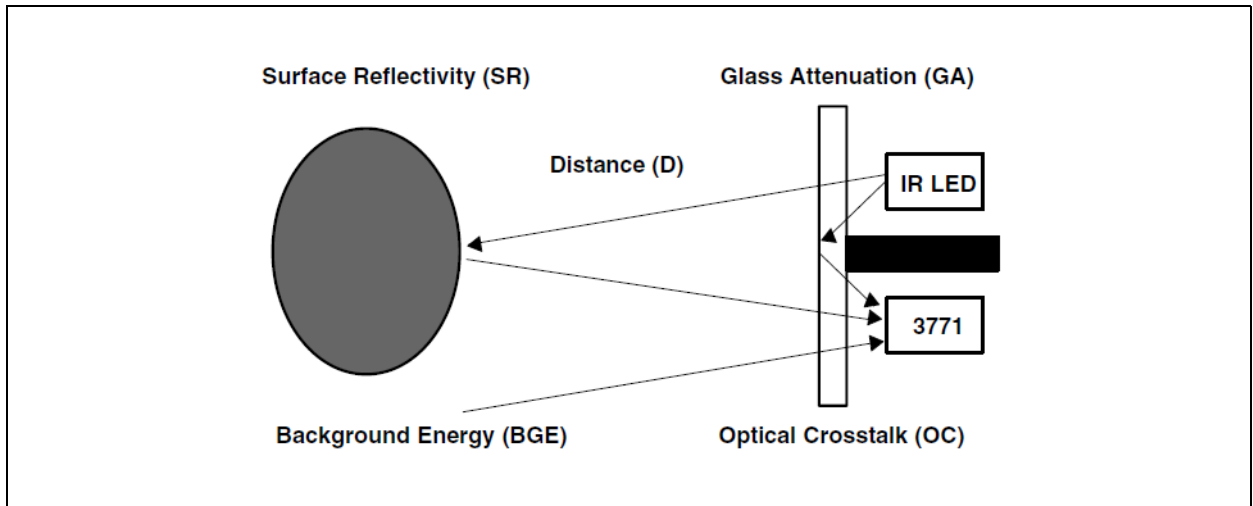 Surface Reflectivity (SR)
Glass Attenuation (GA)
Distance (D)
IR LED
3771
Background Energy (BGE)
Optical Crosstalk (OC)